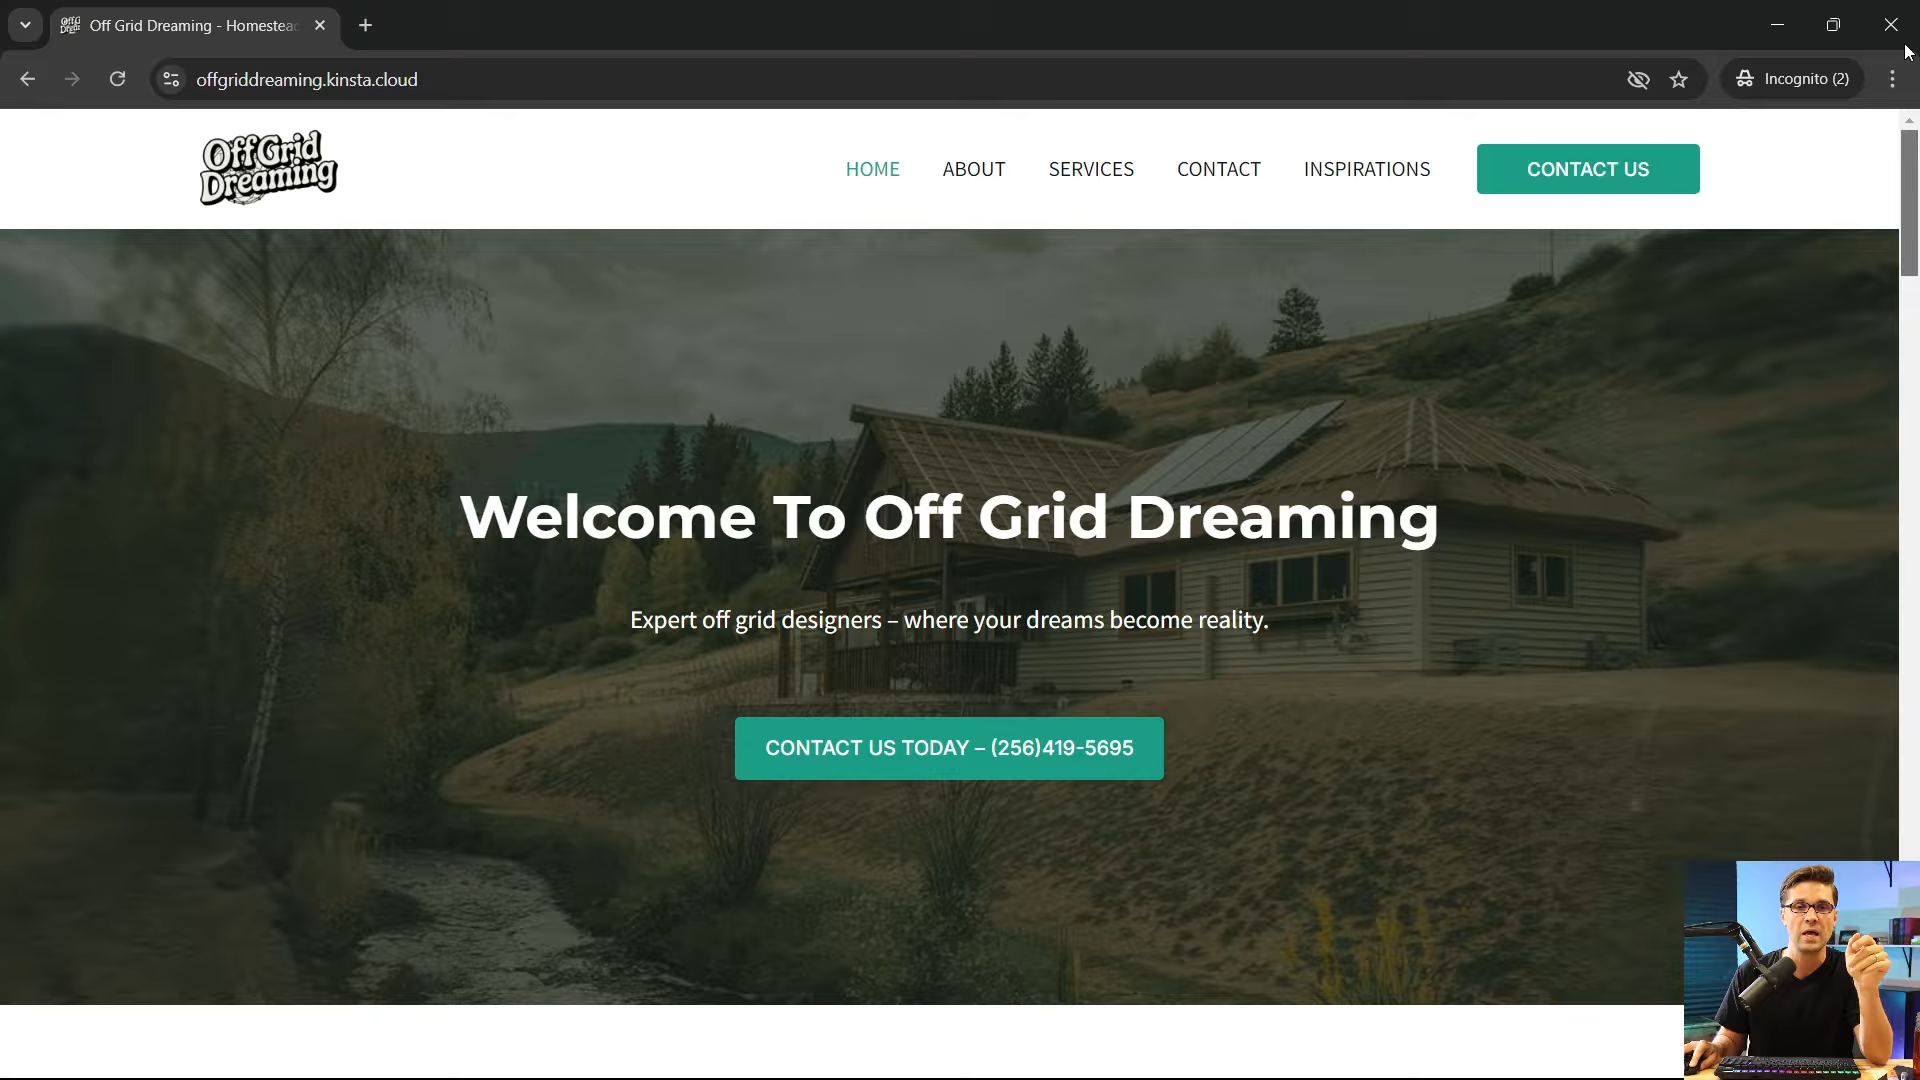 Off Grid Dreaming - Homestead
offgriddreaming.kinsta.cloud
Incognito (2)
Off Grid
Dreaming
HOME
ABOUT
SERVICES
CONTACT
INSPIRATIONS
CONTACT US
Welcome To Off Grid Dreaming
Expert off grid designers – where your dreams become reality.
CONTACT US TODAY – (256)419-5695